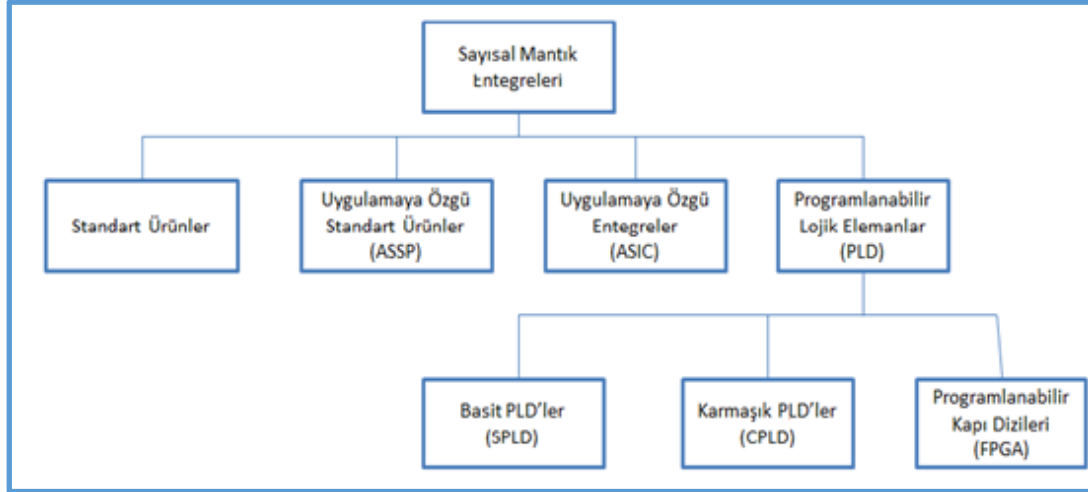 Sayısal Mantık
Entegreleri
Standart Ürünler
Uygulamaya Özgü
Standart Ürünler
(ASSP)
Uygulamaya Özgü
Entegreler
(ASIC)
Programlanabilir
Lojik Elemanlar
(PLD)
Basit PLD'ler
(SPLD)
Karmaşık PLD'ler
(CPLD)
Programlanabilir
Kapı Dizileri
(FPGA)